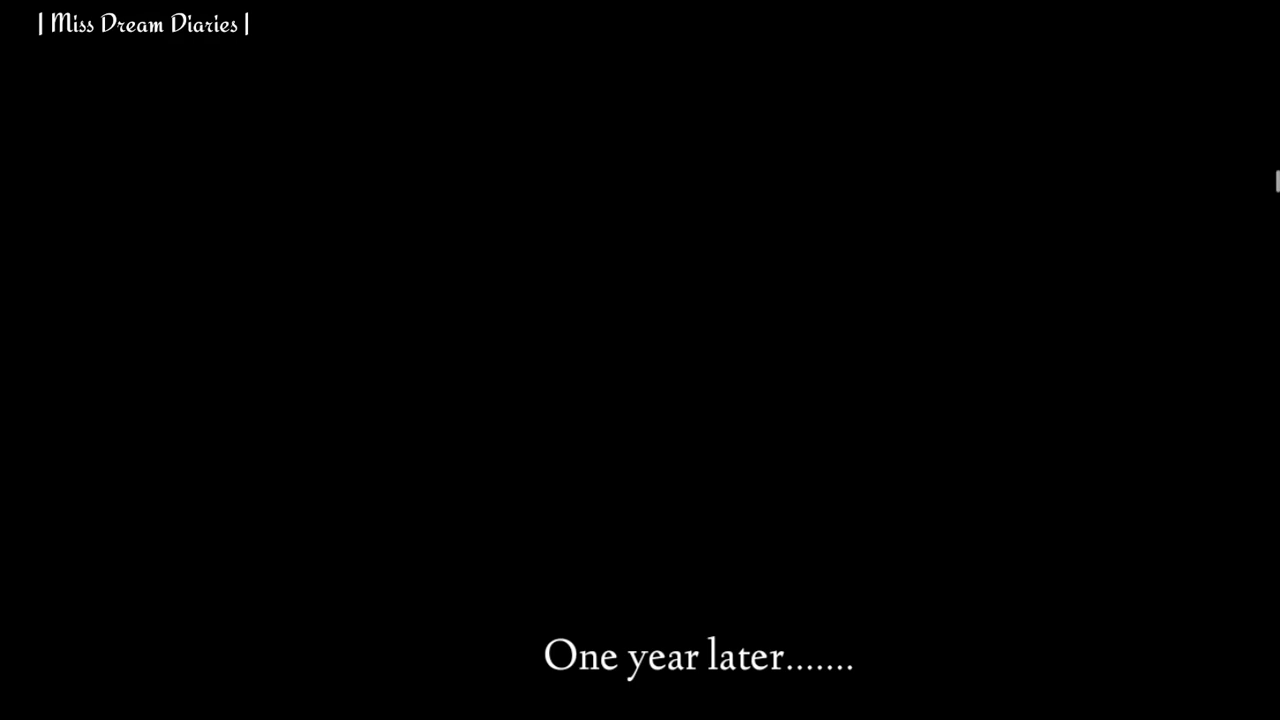 | Miss Dream Diaries |
One year later.......